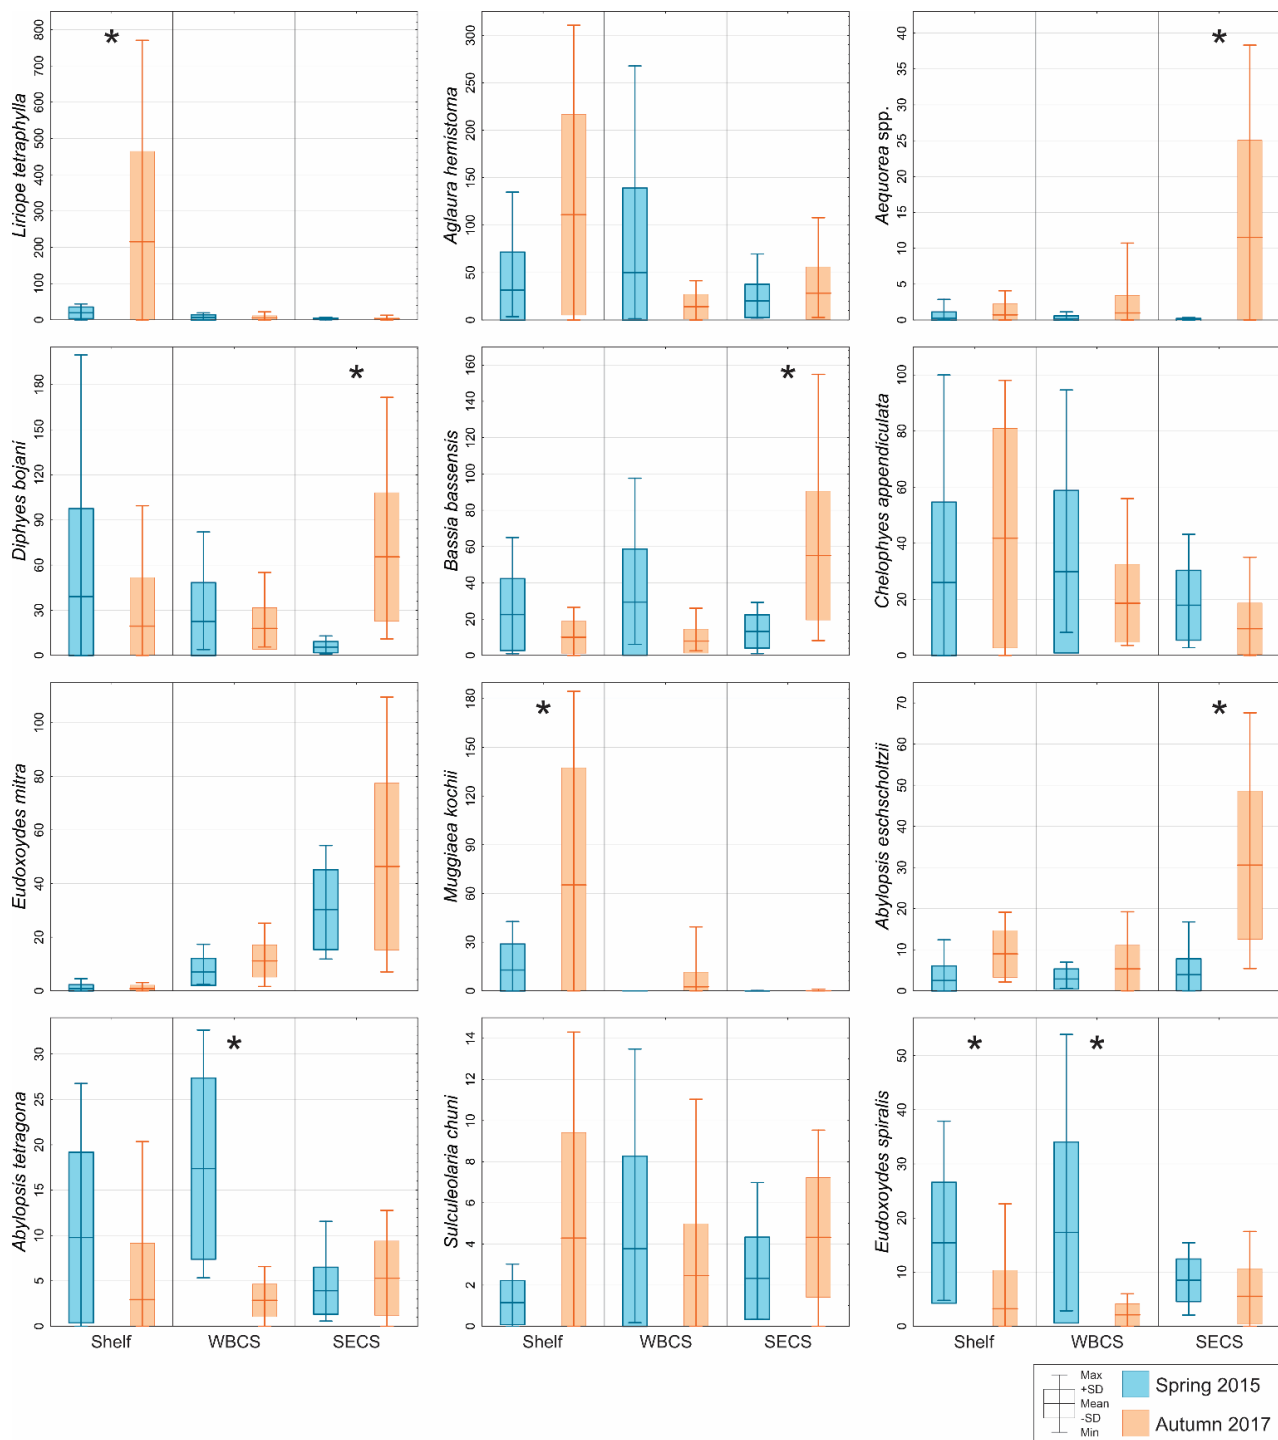 Liriope tetraphylla
0 100 200 300 400 500 600 700 800
*
Aglaura hemistoma
0 50 100 150 200 250 300
Aequorea spp.
0 5 10 15 20 25 30 35 40
*
Diphyes bojani
0 30 60 90 120 150 180
*
Bassia bassensis
0 20 40 60 80 100 120 140 160
*
Chelophyes appendiculata
0 20 40 60 80 100
Eudoxoydes mitra
0 20 40 60 80 100
Muggiaea kochii
0 30 60 90 120 150 180
*
Abylopsis eschscholtzii
0 10 20 30 40 50 60 70
*
Abylopsis tetragona
0 5 10 15 20 25 30
*
Sulculeolaria chuni
0 2 4 6 8 10 12 14
Eudoxoydes spiralis
0 10 20 30 40 50
* *
Shelf WBCS SECS
Shelf WBCS SECS
Shelf WBCS SECS
Max
+SD
Mean
-SD
Min
Spring 2015
Autumn 2017